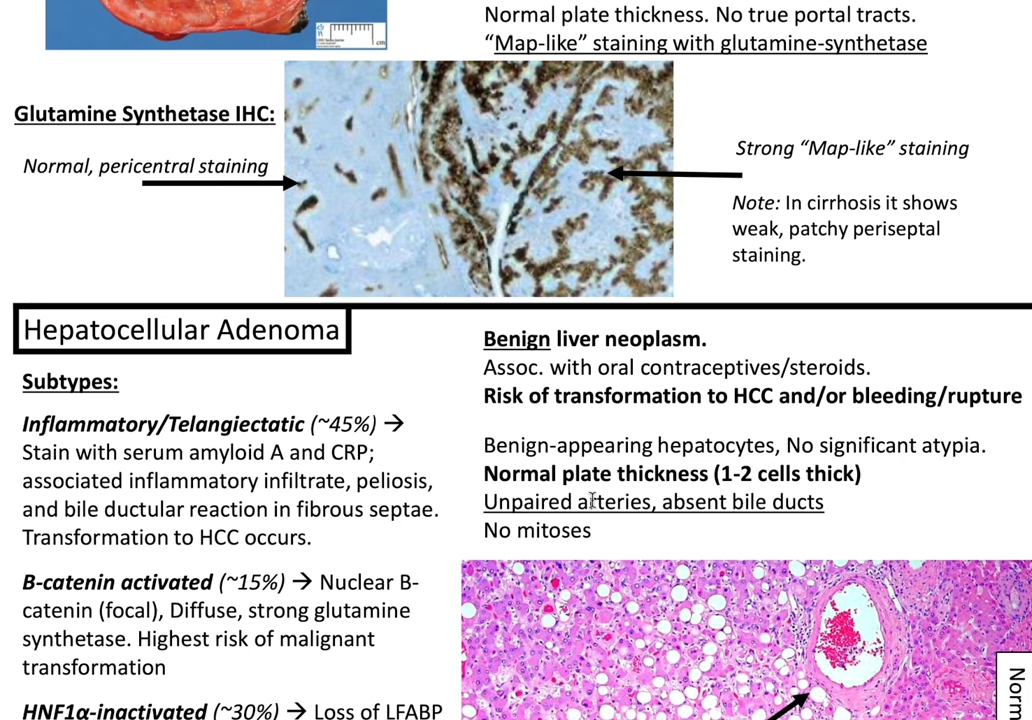 Normal plate thickness. No true portal tracts.
“Map-like” staining with glutamine-synthetase
cm
Glutamine Synthetase IHC:
Normal, pericentral staining
Strong “Map-like” staining
Note: In cirrhosis it shows
weak, patchy periseptal
staining.
Hepatocellular Adenoma
Subtypes:
Inflammatory/Telangiectatic (~45%) →
Stain with serum amyloid A and CRP;
associated inflammatory infiltrate, peliosis,
and bile ductular reaction in fibrous septae.
Transformation to HCC occurs.
B-catenin activated (~15%) → Nuclear B-
catenin (focal), Diffuse, strong glutamine
synthetase. Highest risk of malignant
transformation
HNF1α-inactivated (~30%) → Loss of LFABP
Benign liver neoplasm.
Assoc. with oral contraceptives/steroids.
Risk of transformation to HCC and/or bleeding/rupture
Benign-appearing hepatocytes, No significant atypia.
Normal plate thickness (1-2 cells thick)
Unpaired arteries, absent bile ducts
No mitoses
Norm